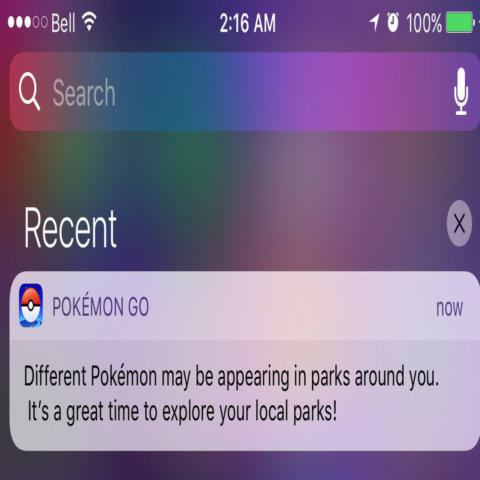 Bell 2:16 AM 100%
Search
Recent
POKÉMON GO now
Different Pokémon may be appearing in parks around you.
It's a great time to explore your local parks!